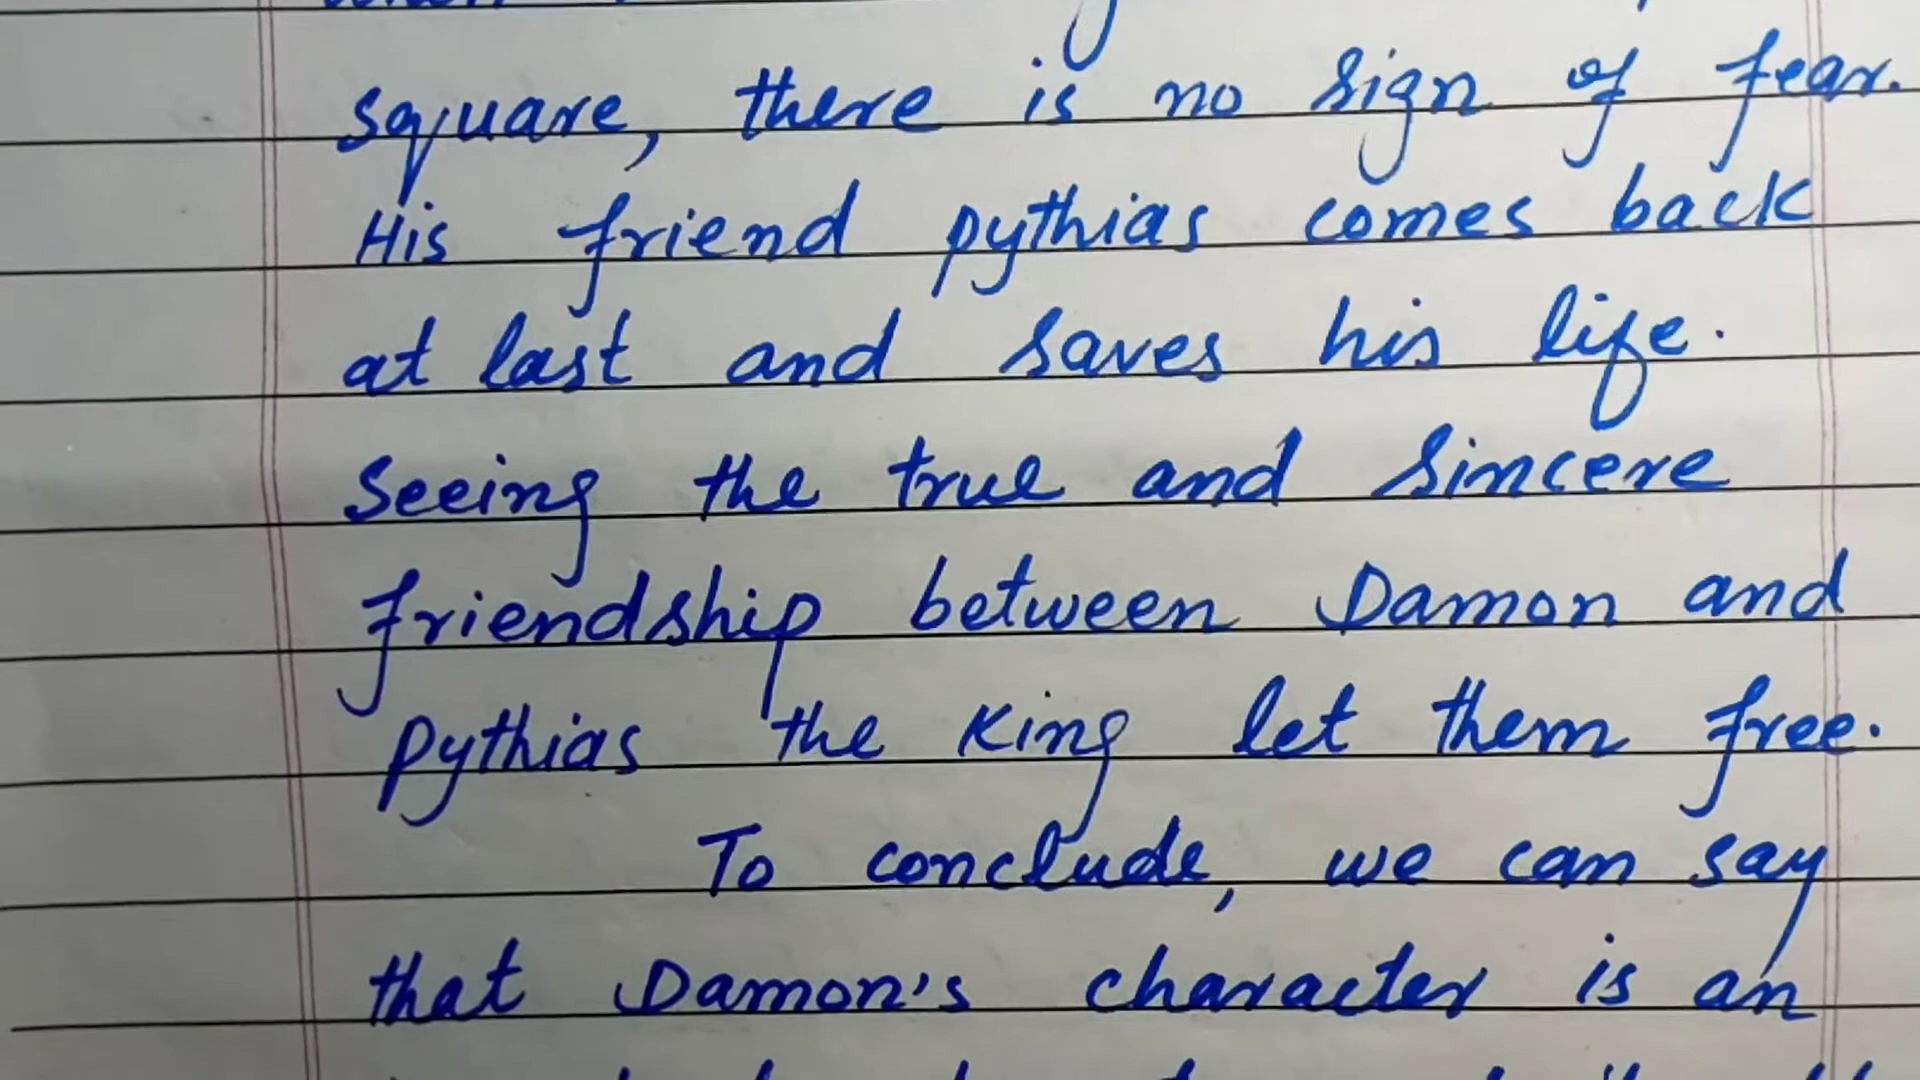 square, there is no sign of fear.
His friend pythias comes back
at last and saves his life.
Seeing the true and sincere
friendship between Damon and
pythias the King let them free.
To conclude, we can say
that Damon's character is an